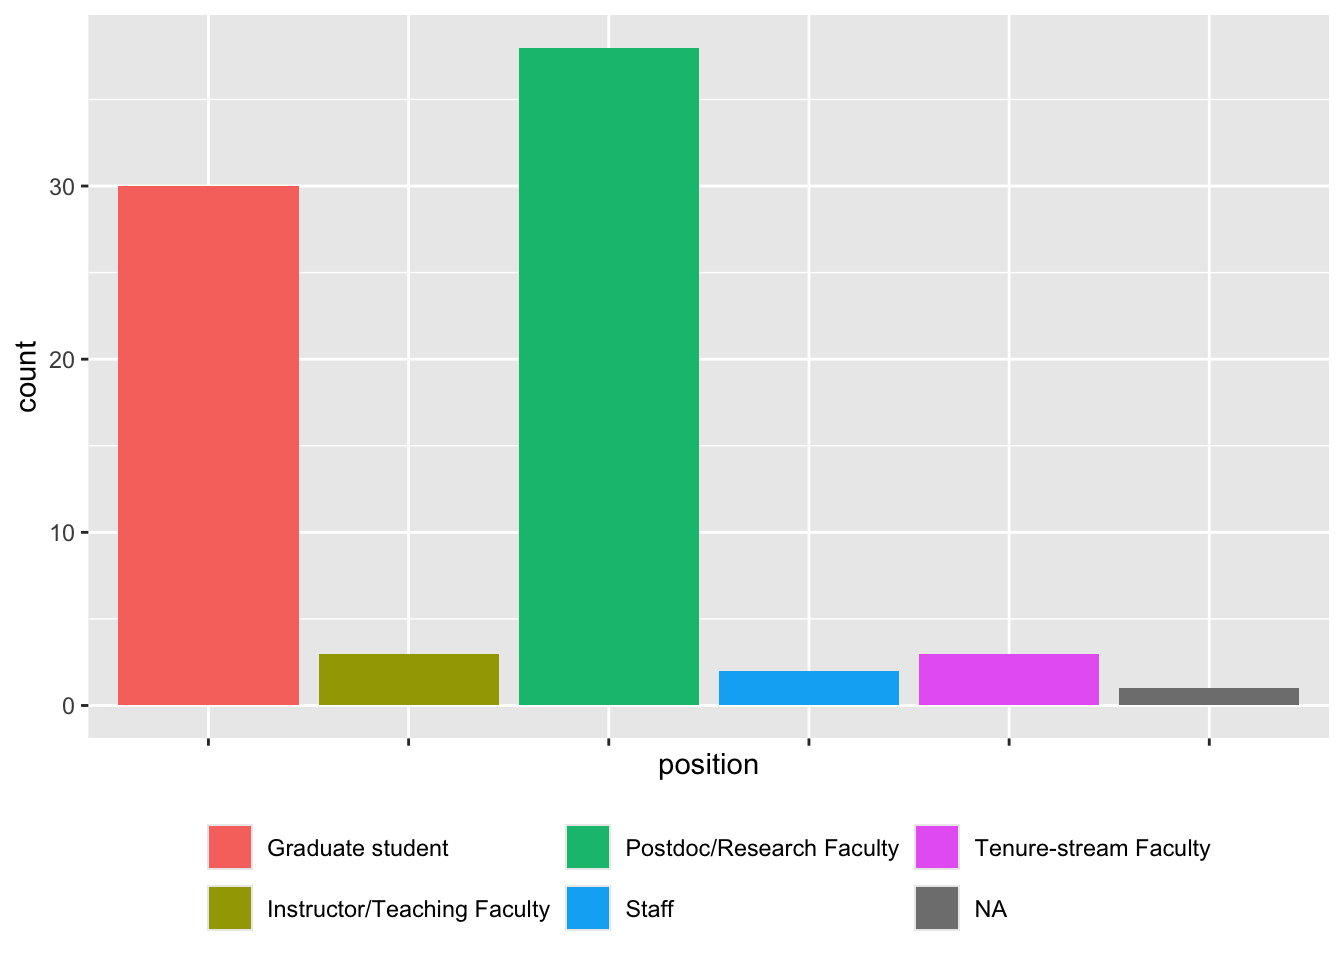 30
20
10
0
count
position
Graduate student
Postdoc/Research Faculty
Tenure-stream Faculty
Instructor/Teaching Faculty
Staff
NA